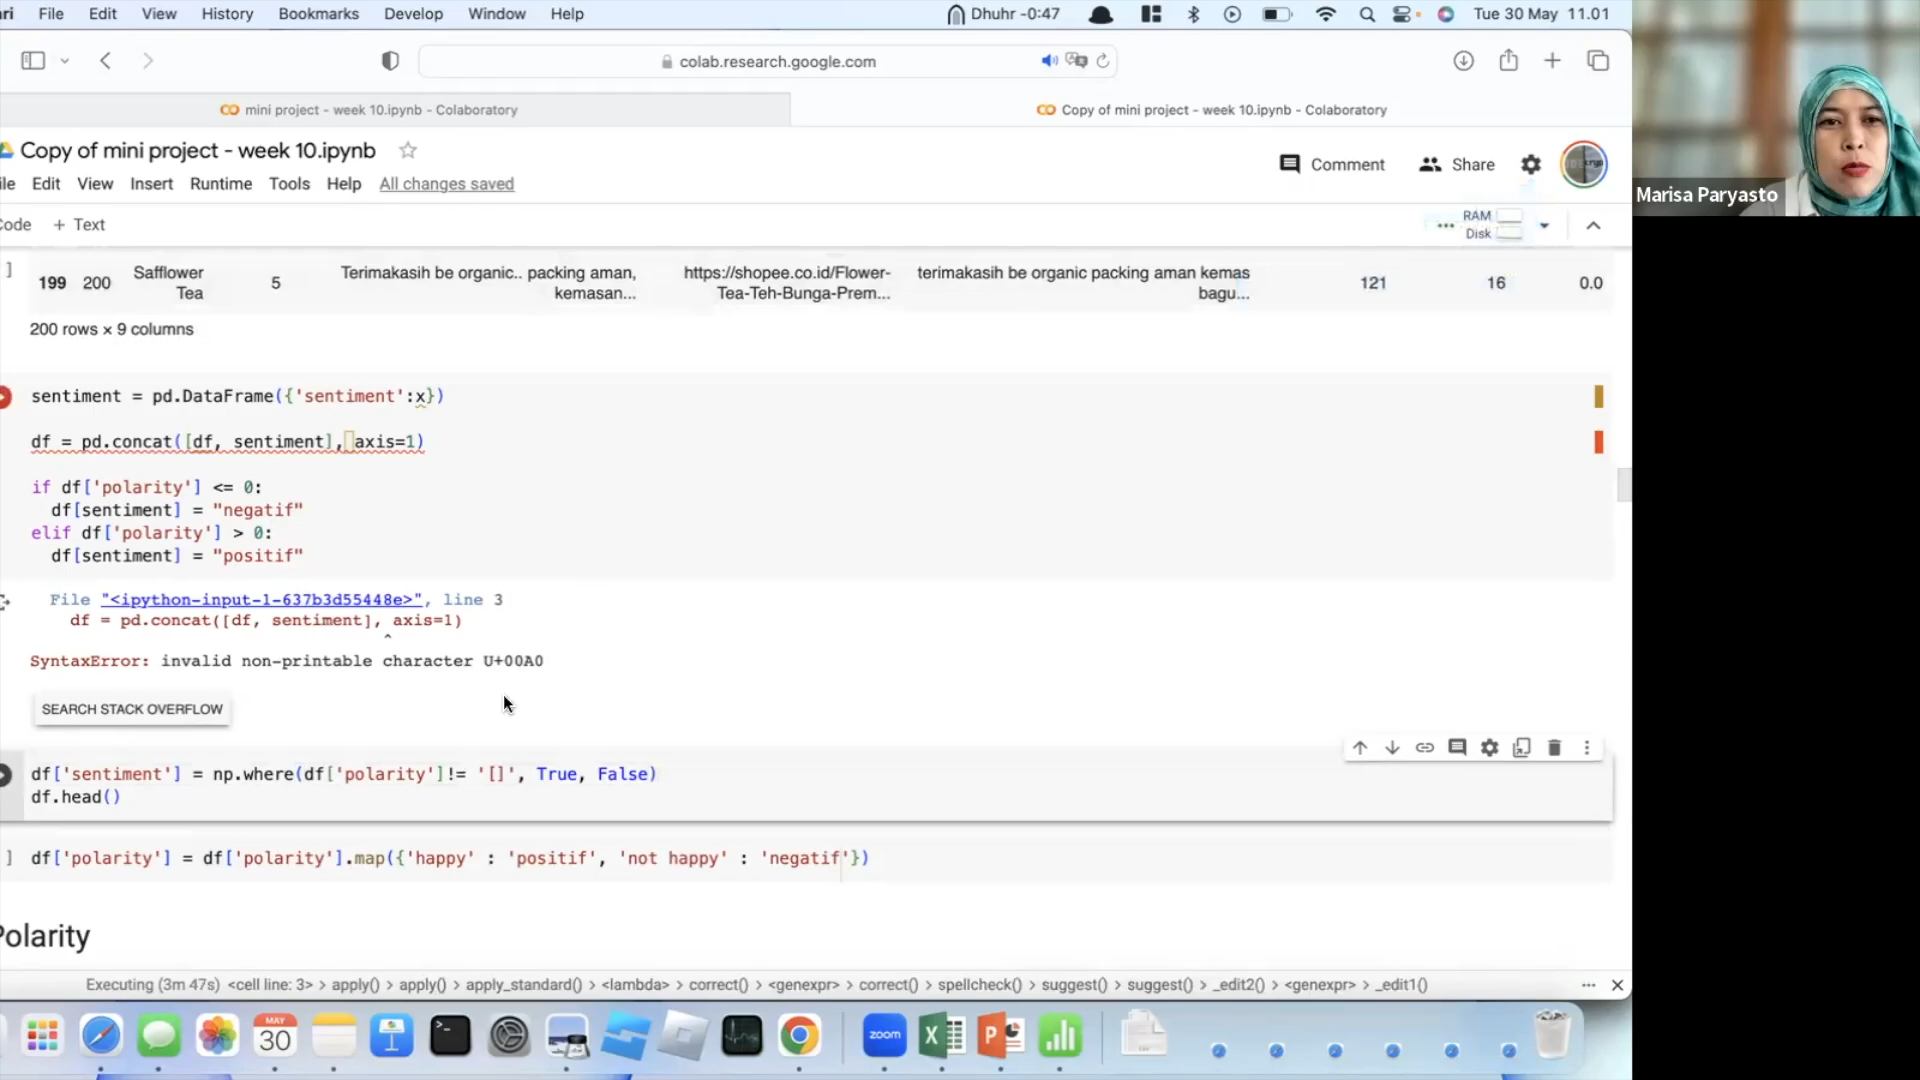 ri File Edit View History Bookmarks Develop Window Help Dhuhr -0:47 Tue 30 May 11.01
colab.research.google.com
mini project - week 10.ipynb - Colaboratory
Copy of mini project - week 10.ipynb - Colaboratory
Copy of mini project - week 10.ipynb
ile Edit View Insert Runtime Tools Help All changes saved
Comment Share
Code + Text
RAM
Disk
199 200 Safflower Tea 5 Terimakasih be organic.. packing aman, kemasan... https://shopee.co.id/Flower-Tea-Teh-Bunga-Prem... terimakasih be organic packing aman kemas bagu... 121 16 0.0
200 rows × 9 columns
sentiment = pd.DataFrame({'sentiment':x})
df = pd.concat([df, sentiment], axis=1)
if df['polarity'] <= 0:
df[sentiment] = "negatif"
elif df['polarity'] > 0:
df[sentiment] = "positif"
File "<ipython-input-1-637b3d55448e>", line 3
df = pd.concat([df, sentiment], axis=1)
^
SyntaxError: invalid non-printable character U+00A0
SEARCH STACK OVERFLOW
df['sentiment'] = np.where(df['polarity']!= '[]', True, False)
df.head()
df['polarity'] = df['polarity'].map({'happy' : 'positif', 'not happy' : 'negatif'})
Polarity
Executing (3m 47s) <cell line: 3> > apply() > apply() > apply_standard() > <lambda> > correct() > <genexpr> > correct() > spellcheck() > suggest() > suggest() > _edit2() > <genexpr> > _edit1()
MAY
30
zoom
Marisa Paryasto